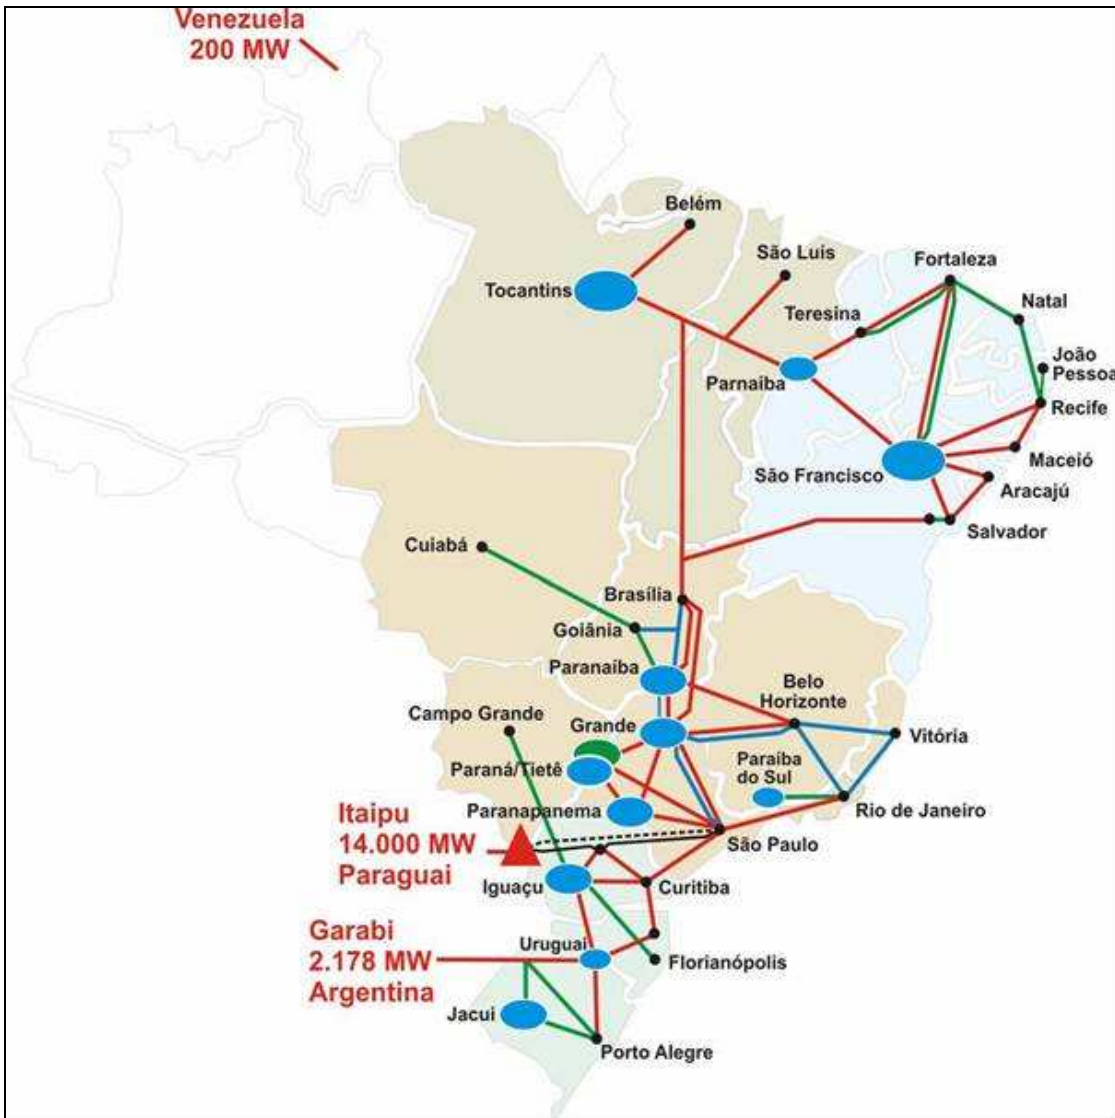 Venezuela
200 MW
Belém
São Luis
Fortaleza
Tocantins
Teresina
Natal
João
Pessoa
Parnaíba
Recife
São Francisco
Maceió
Aracajú
Salvador
Cuiabá
Brasília
Goiânia
Paranaíba
Belo
Horizonte
Campo Grande
Grande
Vitória
Paraíba
do Sul
Paraná/Tietê
Paranapanema
Rio de Janeiro
Itaipu
14.000 MW
Paraguai
São Paulo
Iguaçu
Curitiba
Garabi
2.178 MW
Argentina
Uruguai
Florianópolis
Jacui
Porto Alegre